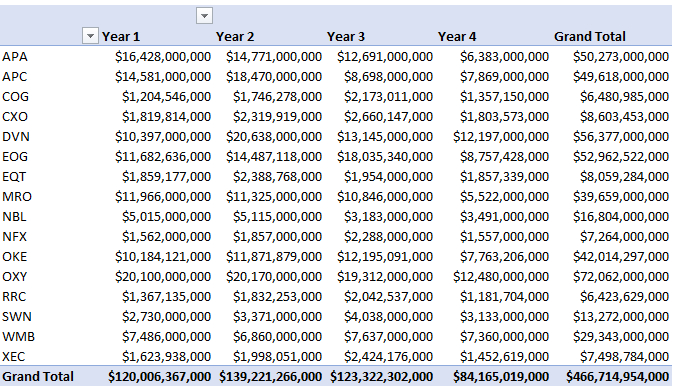 Year 1 Year 2 Year 3 Year 4 Grand Total
APA $16,428,000,000 $14,771,000,000 $12,691,000,000 $6,383,000,000 $50,273,000,000
APC $14,581,000,000 $18,470,000,000 $8,698,000,000 $7,869,000,000 $49,618,000,000
COG $1,204,546,000 $1,746,278,000 $2,173,011,000 $1,357,150,000 $6,480,985,000
CXO $1,819,814,000 $2,319,919,000 $2,660,147,000 $1,803,573,000 $8,603,453,000
DVN $10,397,000,000 $20,638,000,000 $13,145,000,000 $12,197,000,000 $56,377,000,000
EOG $11,682,636,000 $14,487,118,000 $18,035,340,000 $8,757,428,000 $52,962,522,000
EQT $1,859,177,000 $2,388,768,000 $1,954,000,000 $1,857,339,000 $8,059,284,000
MRO $11,966,000,000 $11,325,000,000 $10,846,000,000 $5,522,000,000 $39,659,000,000
NBL $5,015,000,000 $5,115,000,000 $3,183,000,000 $3,491,000,000 $16,804,000,000
NFX $1,562,000,000 $1,857,000,000 $2,288,000,000 $1,557,000,000 $7,264,000,000
OKE $10,184,121,000 $11,871,879,000 $12,195,091,000 $7,763,206,000 $42,014,297,000
OXY $20,100,000,000 $20,170,000,000 $19,312,000,000 $12,480,000,000 $72,062,000,000
RRC $1,367,135,000 $1,832,253,000 $2,042,537,000 $1,181,704,000 $6,423,629,000
SWN $2,730,000,000 $3,371,000,000 $4,038,000,000 $3,133,000,000 $13,272,000,000
WMB $7,486,000,000 $6,860,000,000 $7,637,000,000 $7,360,000,000 $29,343,000,000
XEC $1,623,938,000 $1,998,051,000 $2,424,176,000 $1,452,619,000 $7,498,784,000
Grand Total $120,006,367,000 $139,221,266,000 $123,322,302,000 $84,165,019,000 $466,714,954,000